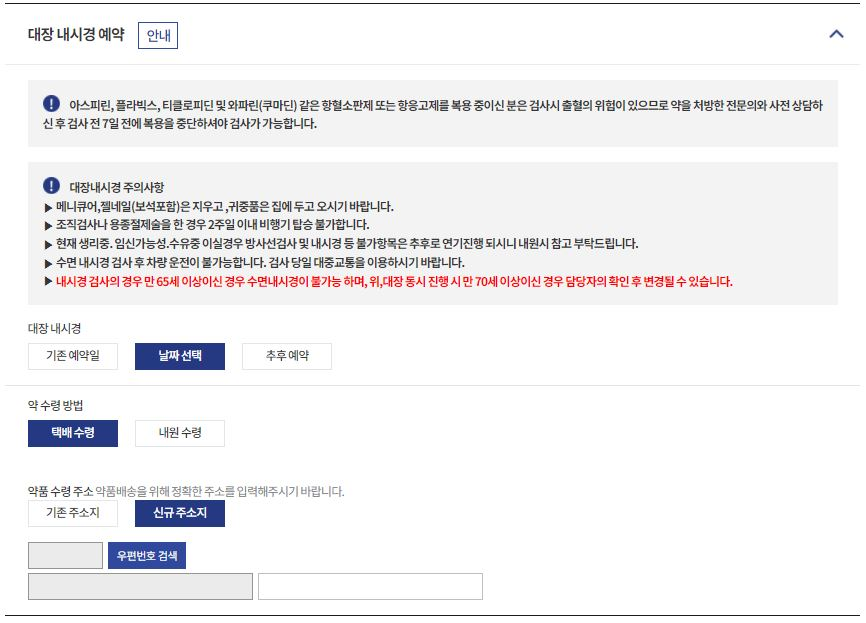 대장 내시경 예약 안내
아스피린, 플라빅스, 티클로피딘 및 와파린(쿠마딘) 같은 항혈소판제 또는 항응고제를 복용 중이신 분은 검사시 출혈의 위험이 있으므로 약을 처방한 전문의와 사전 상담하
신 후 검사 전 7일 전에 복용을 중단하셔야 검사가 가능합니다.
대장내시경 주의사항
▶ 메니큐어,젤네일(보석포함)은 지우고 ,귀중품은 집에 두고 오시기 바랍니다.
▶ 조직검사나 용종절제술을 한 경우 2주일 이내 비행기 탑승 불가합니다.
▶ 현재 생리중. 임신가능성.수유중 이실경우 방사선검사 및 내시경 등 불가항목은 추후로 연기진행 되시니 내원시 참고 부탁드립니다.
▶ 수면 내시경 검사 후 차량 운전이 불가능합니다. 검사 당일 대중교통을 이용하시기 바랍니다.
▶ 내시경 검사의 경우 만 65세 이상이신 경우 수면내시경이 불가능 하며, 위,대장 동시 진행 시 만 70세 이상이신 경우 담당자의 확인 후 변경될 수 있습니다.
대장 내시경
기존 예약일 날짜 선택 추후 예약
약 수령 방법
택배 수령 내원 수령
약품 수령 주소 약품배송을 위해 정확한 주소를 입력해주시기 바랍니다.
기존 주소지 신규 주소지
우편번호 검색